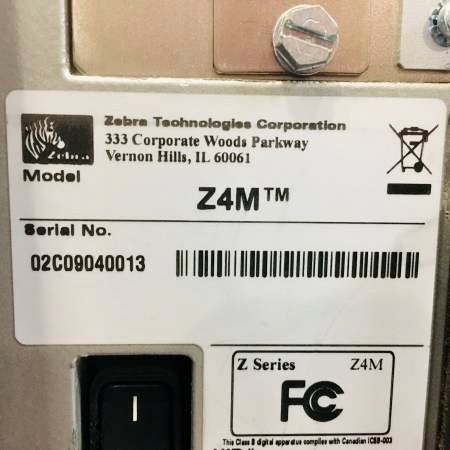 Zebra Technologies Corporation
333 Corporate Woods Parkway
Vernon Hills, IL 60061
Zebra
Model
Z4M™
Serial No.
02C09040013
Z Series Z4M
FC
This Class B digital apparatus complies with Canadian ICES-003